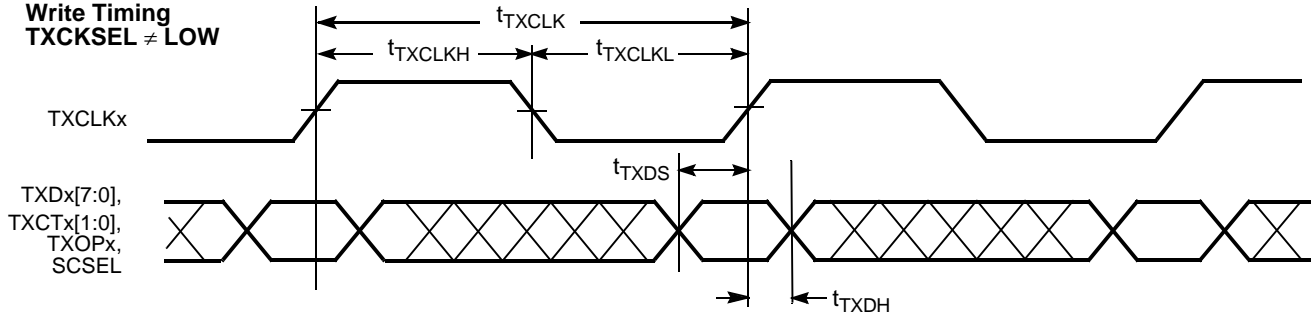 Write Timing
TXCKSEL ≠ LOW
tTXCLK
tTXCLKH
tTXCLKL
TXCLKx
tTXDS
TXDx[7:0],
TXCTx[1:0],
TXOPx,
SCSEL
tTXDH